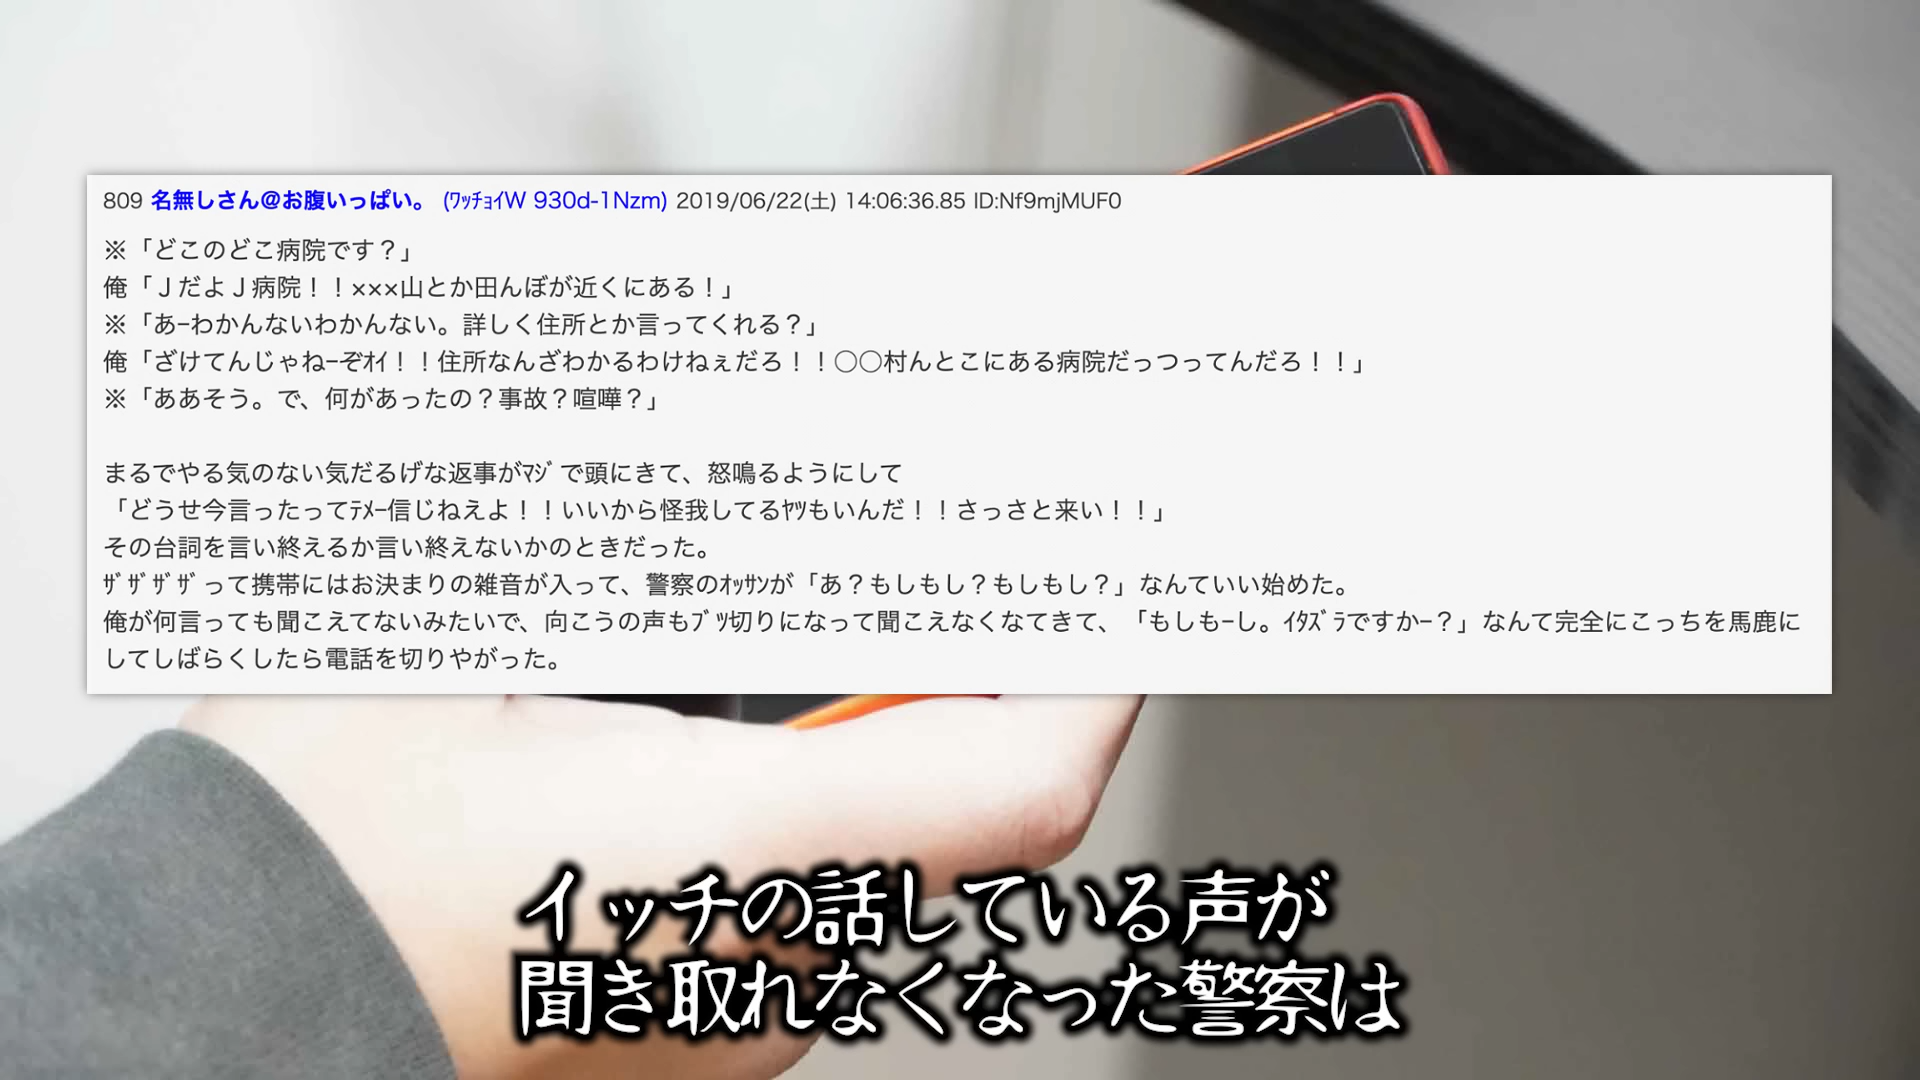 809 名無しさん@お腹いっぱい。 (ﾜｯﾁｮｲW 930d-1Nzm) 2019/06/22(土) 14:06:36.85 ID:Nf9mjMUF0
※「どこのどこ病院です？」
俺「ＪだよＪ病院！！×××山とか田んぼが近くにある！」
※「あｰわかんないわかんない。詳しく住所とか言ってくれる？」
俺「ざけてんじゃねｰぞｵｲ！！住所なんざわかるわけねぇだろ！！○○村んとこにある病院だっつってんだろ！！」
※「ああそう。で、何があったの？事故？喧嘩？」
まるでやる気のない気だるげな返事がﾏｼﾞで頭にきて、怒鳴るようにして
「どうせ今言ったってﾃﾒｰ信じねえよ！！いいから怪我してるﾔﾂもいんだ！！さっさと来い！！」
その台詞を言い終えるか言い終えないかのときだった。
ｻﾞｻﾞｻﾞｻﾞって携帯にはお決まりの雑音が入って、警察のｵｯｻﾝが「あ？もしもし？もしもし？」なんていい始めた。
俺が何言っても聞こえてないみたいで、向こうの声もﾌﾞﾂ切りになって聞こえなくなてきて、「もしもｰし。ｲﾀｽﾞﾗですかｰ？」なんて完全にこっちを馬鹿に
してしばらくしたら電話を切りやがった。
イッチの話している声が
聞き取れなくなった警察は